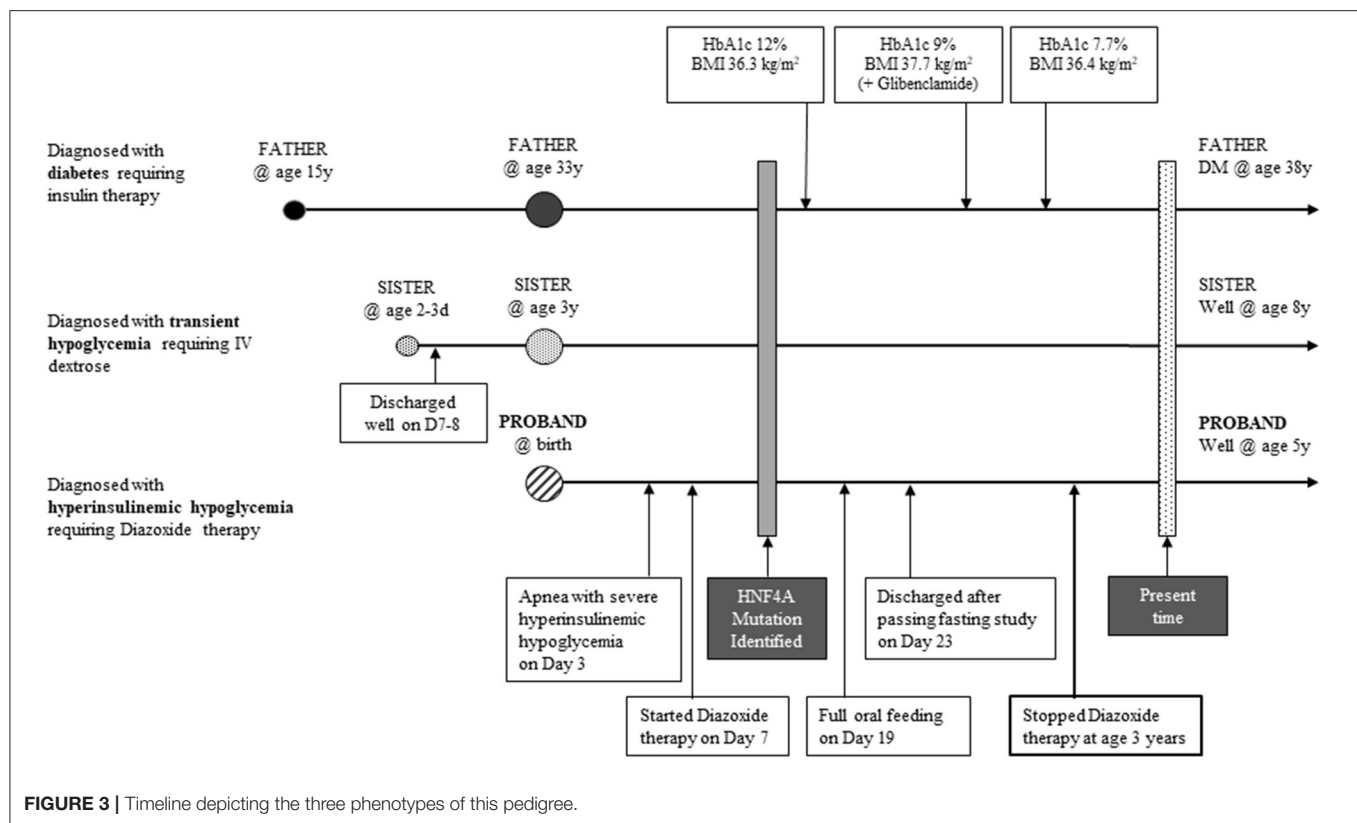 HbA1c 12%
BMI 36.3 kg/m²
HbA1c 9%
BMI 37.7 kg/m²
(+ Glibenclamide)
HbA1c 7.7%
BMI 36.4 kg/m²
Diagnosed with
diabetes requiring
insulin therapy
FATHER
@ age 15y
FATHER
@ age 33y
FATHER
DM @ age 38y
Diagnosed with transient
hypoglycemia requiring IV
dextrose
SISTER
@ age 2-3d
SISTER
@ age 3y
SISTER
Well @ age 8y
Discharged
well on D7-8
Diagnosed with
hyperinsulinemic hypoglycemia
requiring Diazoxide therapy
PROBAND
@ birth
PROBAND
Well @ age 5y
Apnea with severe
hyperinsulinemic
hypoglycemia
on Day 3
HNF4A
Mutation
Identified
Discharged after
passing fasting study
on Day 23
Present
time
Started Diazoxide
therapy on Day 7
Full oral feeding
on Day 19
Stopped Diazoxide
therapy at age 3 years
FIGURE 3 | Timeline depicting the three phenotypes of this pedigree.